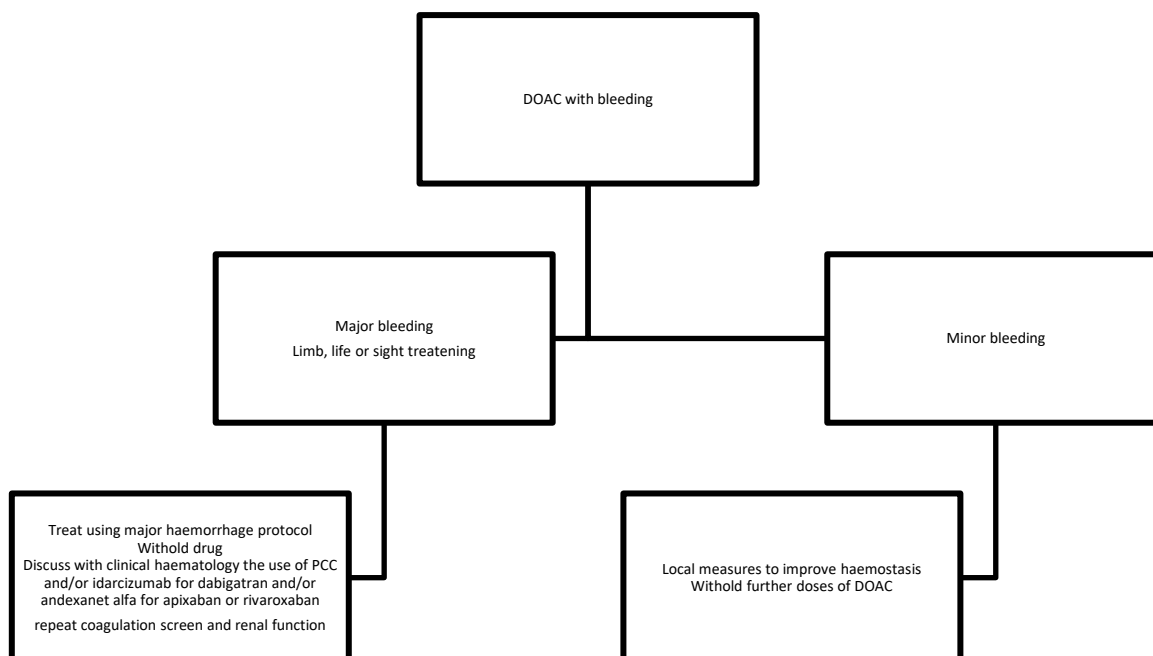 DOAC with bleeding
Major bleeding
Limb, life or sight treatening
Minor bleeding
Treat using major haemorrhage protocol
Withold drug
Discuss with clinical haematology the use of PCC
and/or idarcizumab for dabigatran and/or
andexanet alfa for apixaban or rivaroxaban
repeat coagulation screen and renal function
Local measures to improve haemostasis
Withold further doses of DOAC